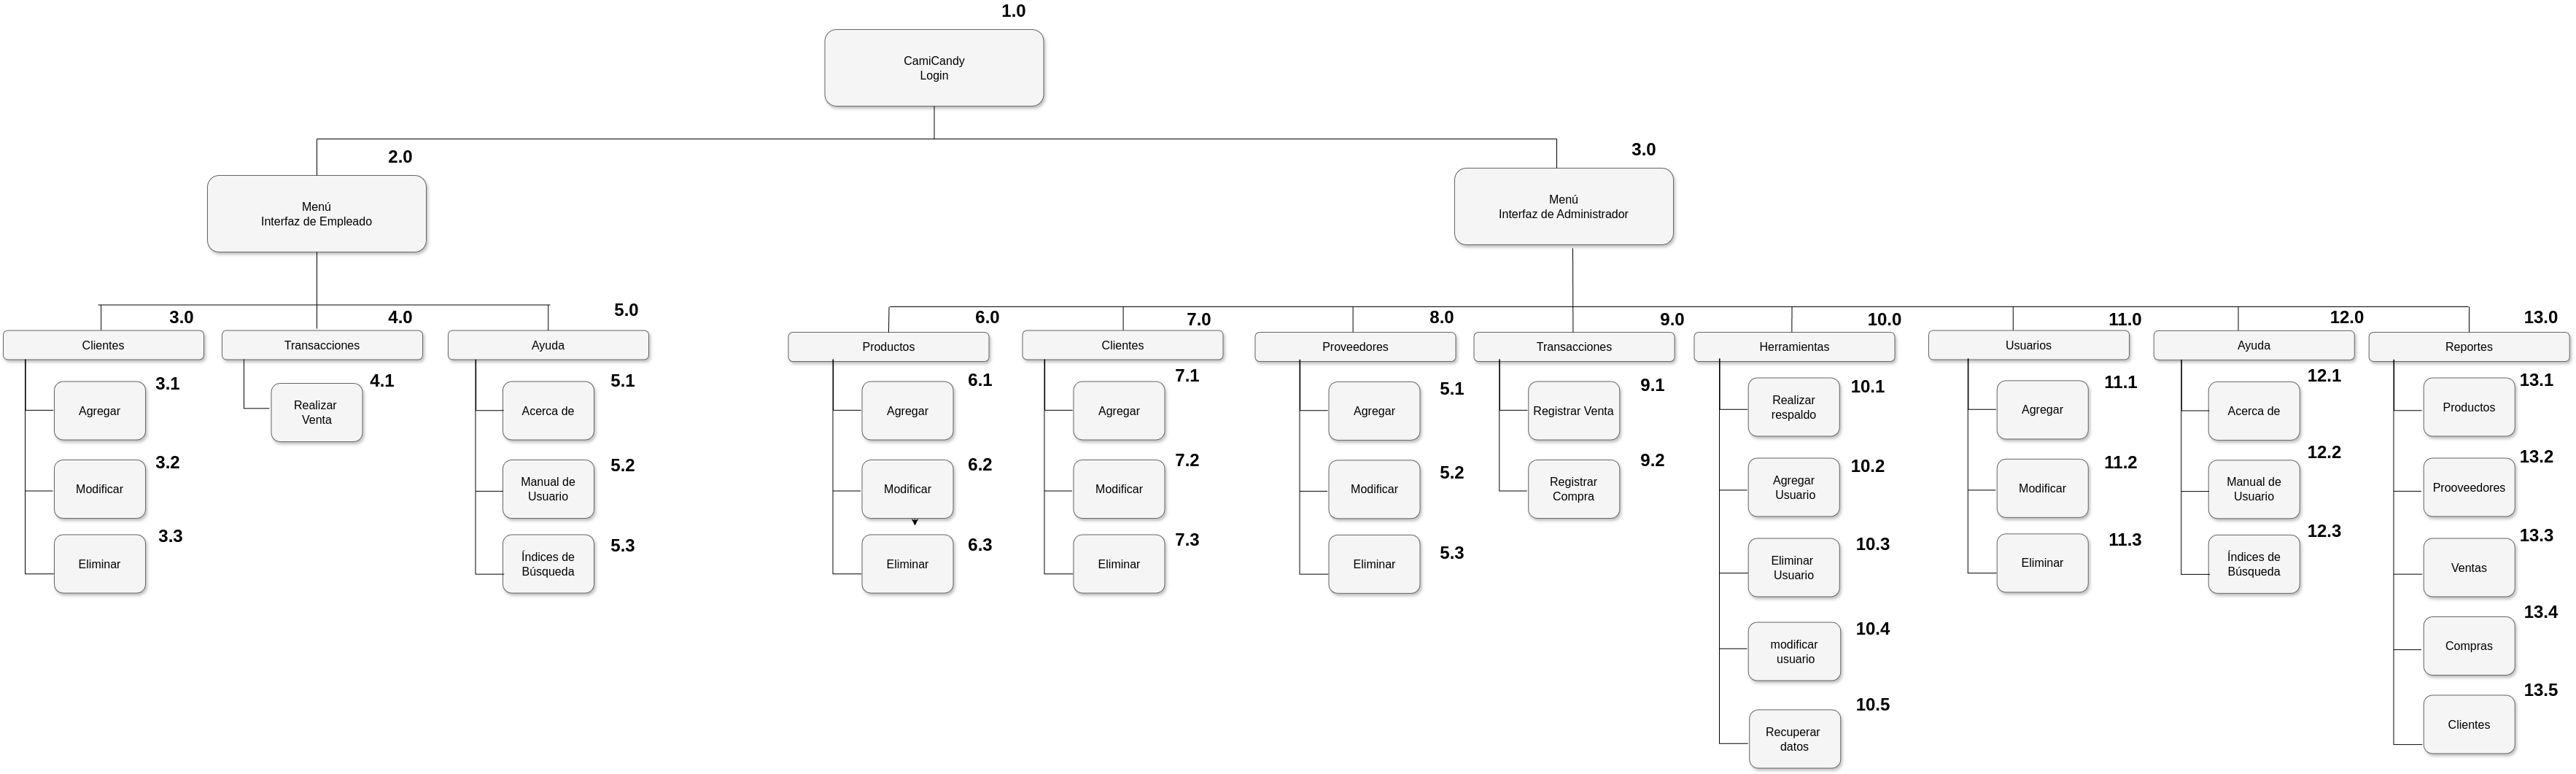 1.0
CamiCandy
Login
2.0
Menú
Interfaz de Empleado
3.0
Menú
Interfaz de Administrador
3.0
Clientes
3.1
Agregar
3.2
Modificar
3.3
Eliminar
4.0
Transacciones
4.1
Realizar
Venta
5.0
Ayuda
5.1
Acerca de
5.2
Manual de
Usuario
5.3
Índices de
Búsqueda
6.0
Productos
6.1
Agregar
6.2
Modificar
6.3
Eliminar
7.0
Clientes
7.1
Agregar
7.2
Modificar
7.3
Eliminar
8.0
Proveedores
5.1
Agregar
5.2
Modificar
5.3
Eliminar
9.0
Transacciones
9.1
Registrar Venta
9.2
Registrar
Compra
10.0
Herramientas
10.1
Realizar
respaldo
10.2
Agregar
Usuario
10.3
Eliminar
Usuario
10.4
modificar
usuario
10.5
Recuperar
datos
11.0
Usuarios
11.1
Agregar
11.2
Modificar
11.3
Eliminar
12.0
Ayuda
12.1
Acerca de
12.2
Manual de
Usuario
12.3
Índices de
Búsqueda
13.0
Reportes
13.1
Productos
13.2
Prooveedores
13.3
Ventas
13.4
Compras
13.5
Clientes